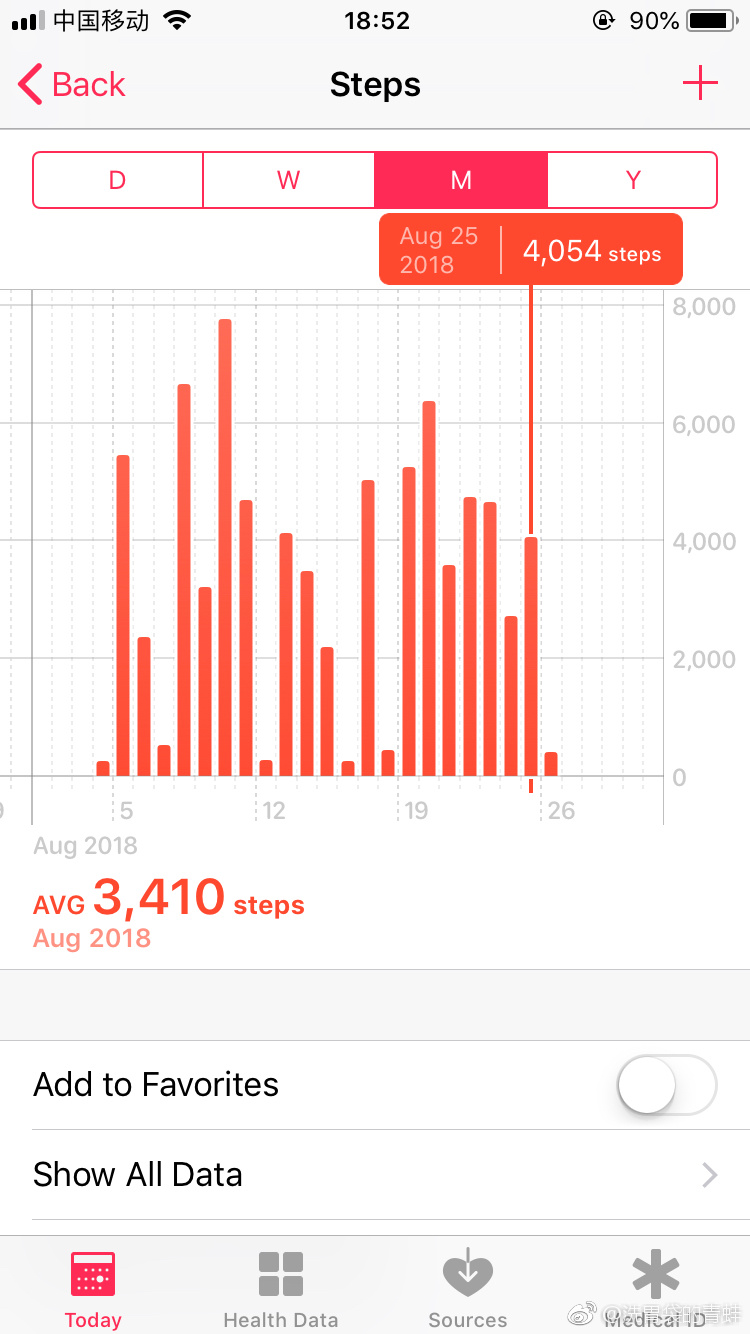 中国移动 18:52 90%
Back Steps
D W M Y
Aug 25
2018
4,054 steps
8,000
6,000
4,000
2,000
0
5 12 19 26
Aug 2018
AVG 3,410 steps
Aug 2018
Add to Favorites
Show All Data
Today Health Data Sources Medical ID